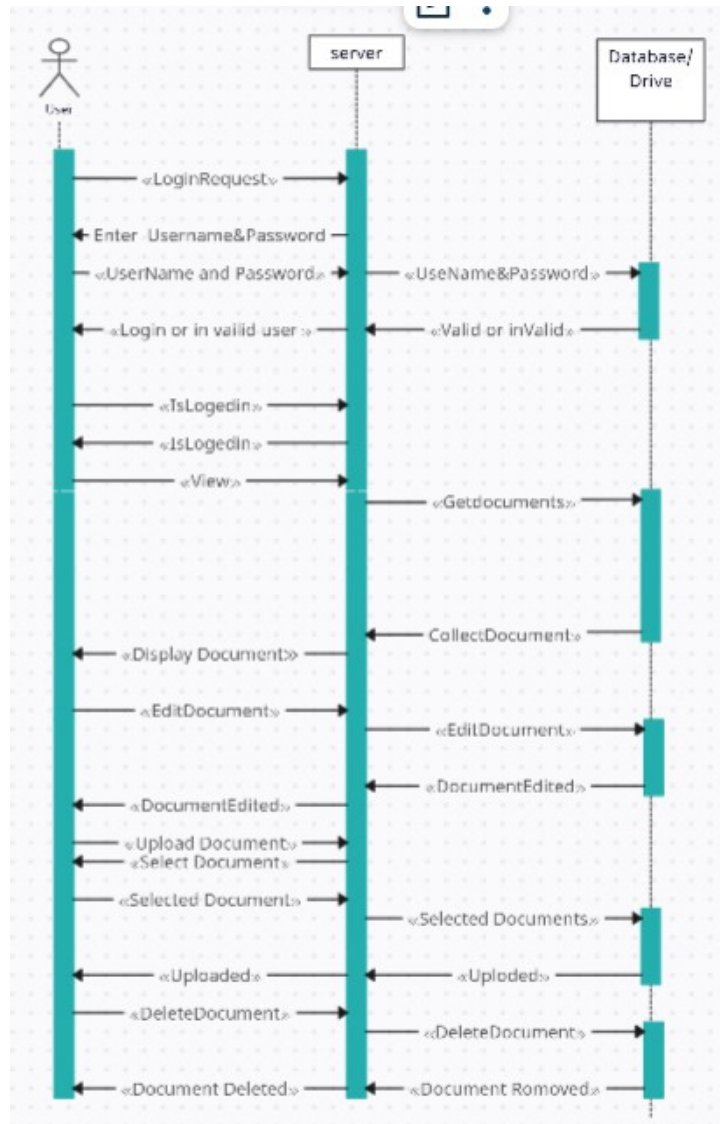 server
Database/
Drive
User
«LoginRequest»
Enter Username&Password
«UserName and Password»
«UseName&Password»
«Login or in vailid user »
«Valid or inValid»
«IsLogedin»
«IsLogedin»
«View»
«Getdocuments»
CollectDocument»
«Display Document»
«EditDocument»
«EditDocument»
«DocumentEdited»
«DocumentEdited»
«Upload Document»
«Select Document»
«Selected Document»
«Selected Documents»
«Uploaded»
«Uploded»
«DeleteDocument»
«DeleteDocument»
«Document Deleted»
«Document Romoved»